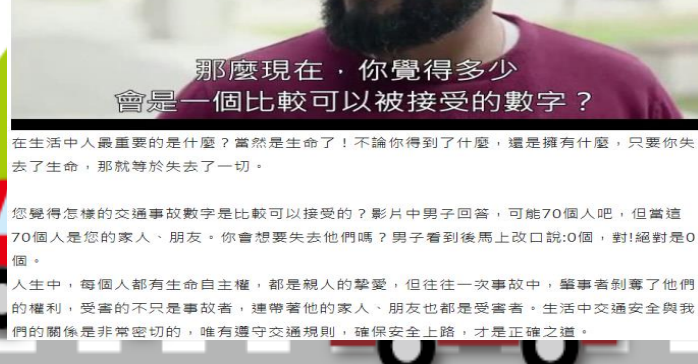 那麼現在，你覺得多少
會是一個比較可以被接受的數字？
在生活中人最重要的是什麼？當然是生命了！不論你得到了什麼，還是擁有什麼，只要你失
去了生命，那就等於失去了一切。
您覺得怎樣的交通事故數字是比較可以接受的？影片中男子回答，可能70個人吧，但當這
70個人是您的家人、朋友。你會想要失去他們嗎？男子看到後馬上改口說:0個，對!絕對是0
個。
人生中，每個人都有生命自主權，都是親人的摯愛，但往往一次事故中，肇事者剝奪了他們
的權利，受害的不只是事故者，連帶著他的家人、朋友也都是受害者。生活中交通安全與我
們的關係是非常密切的，唯有遵守交通規則，確保安全上路，才是正確之道。